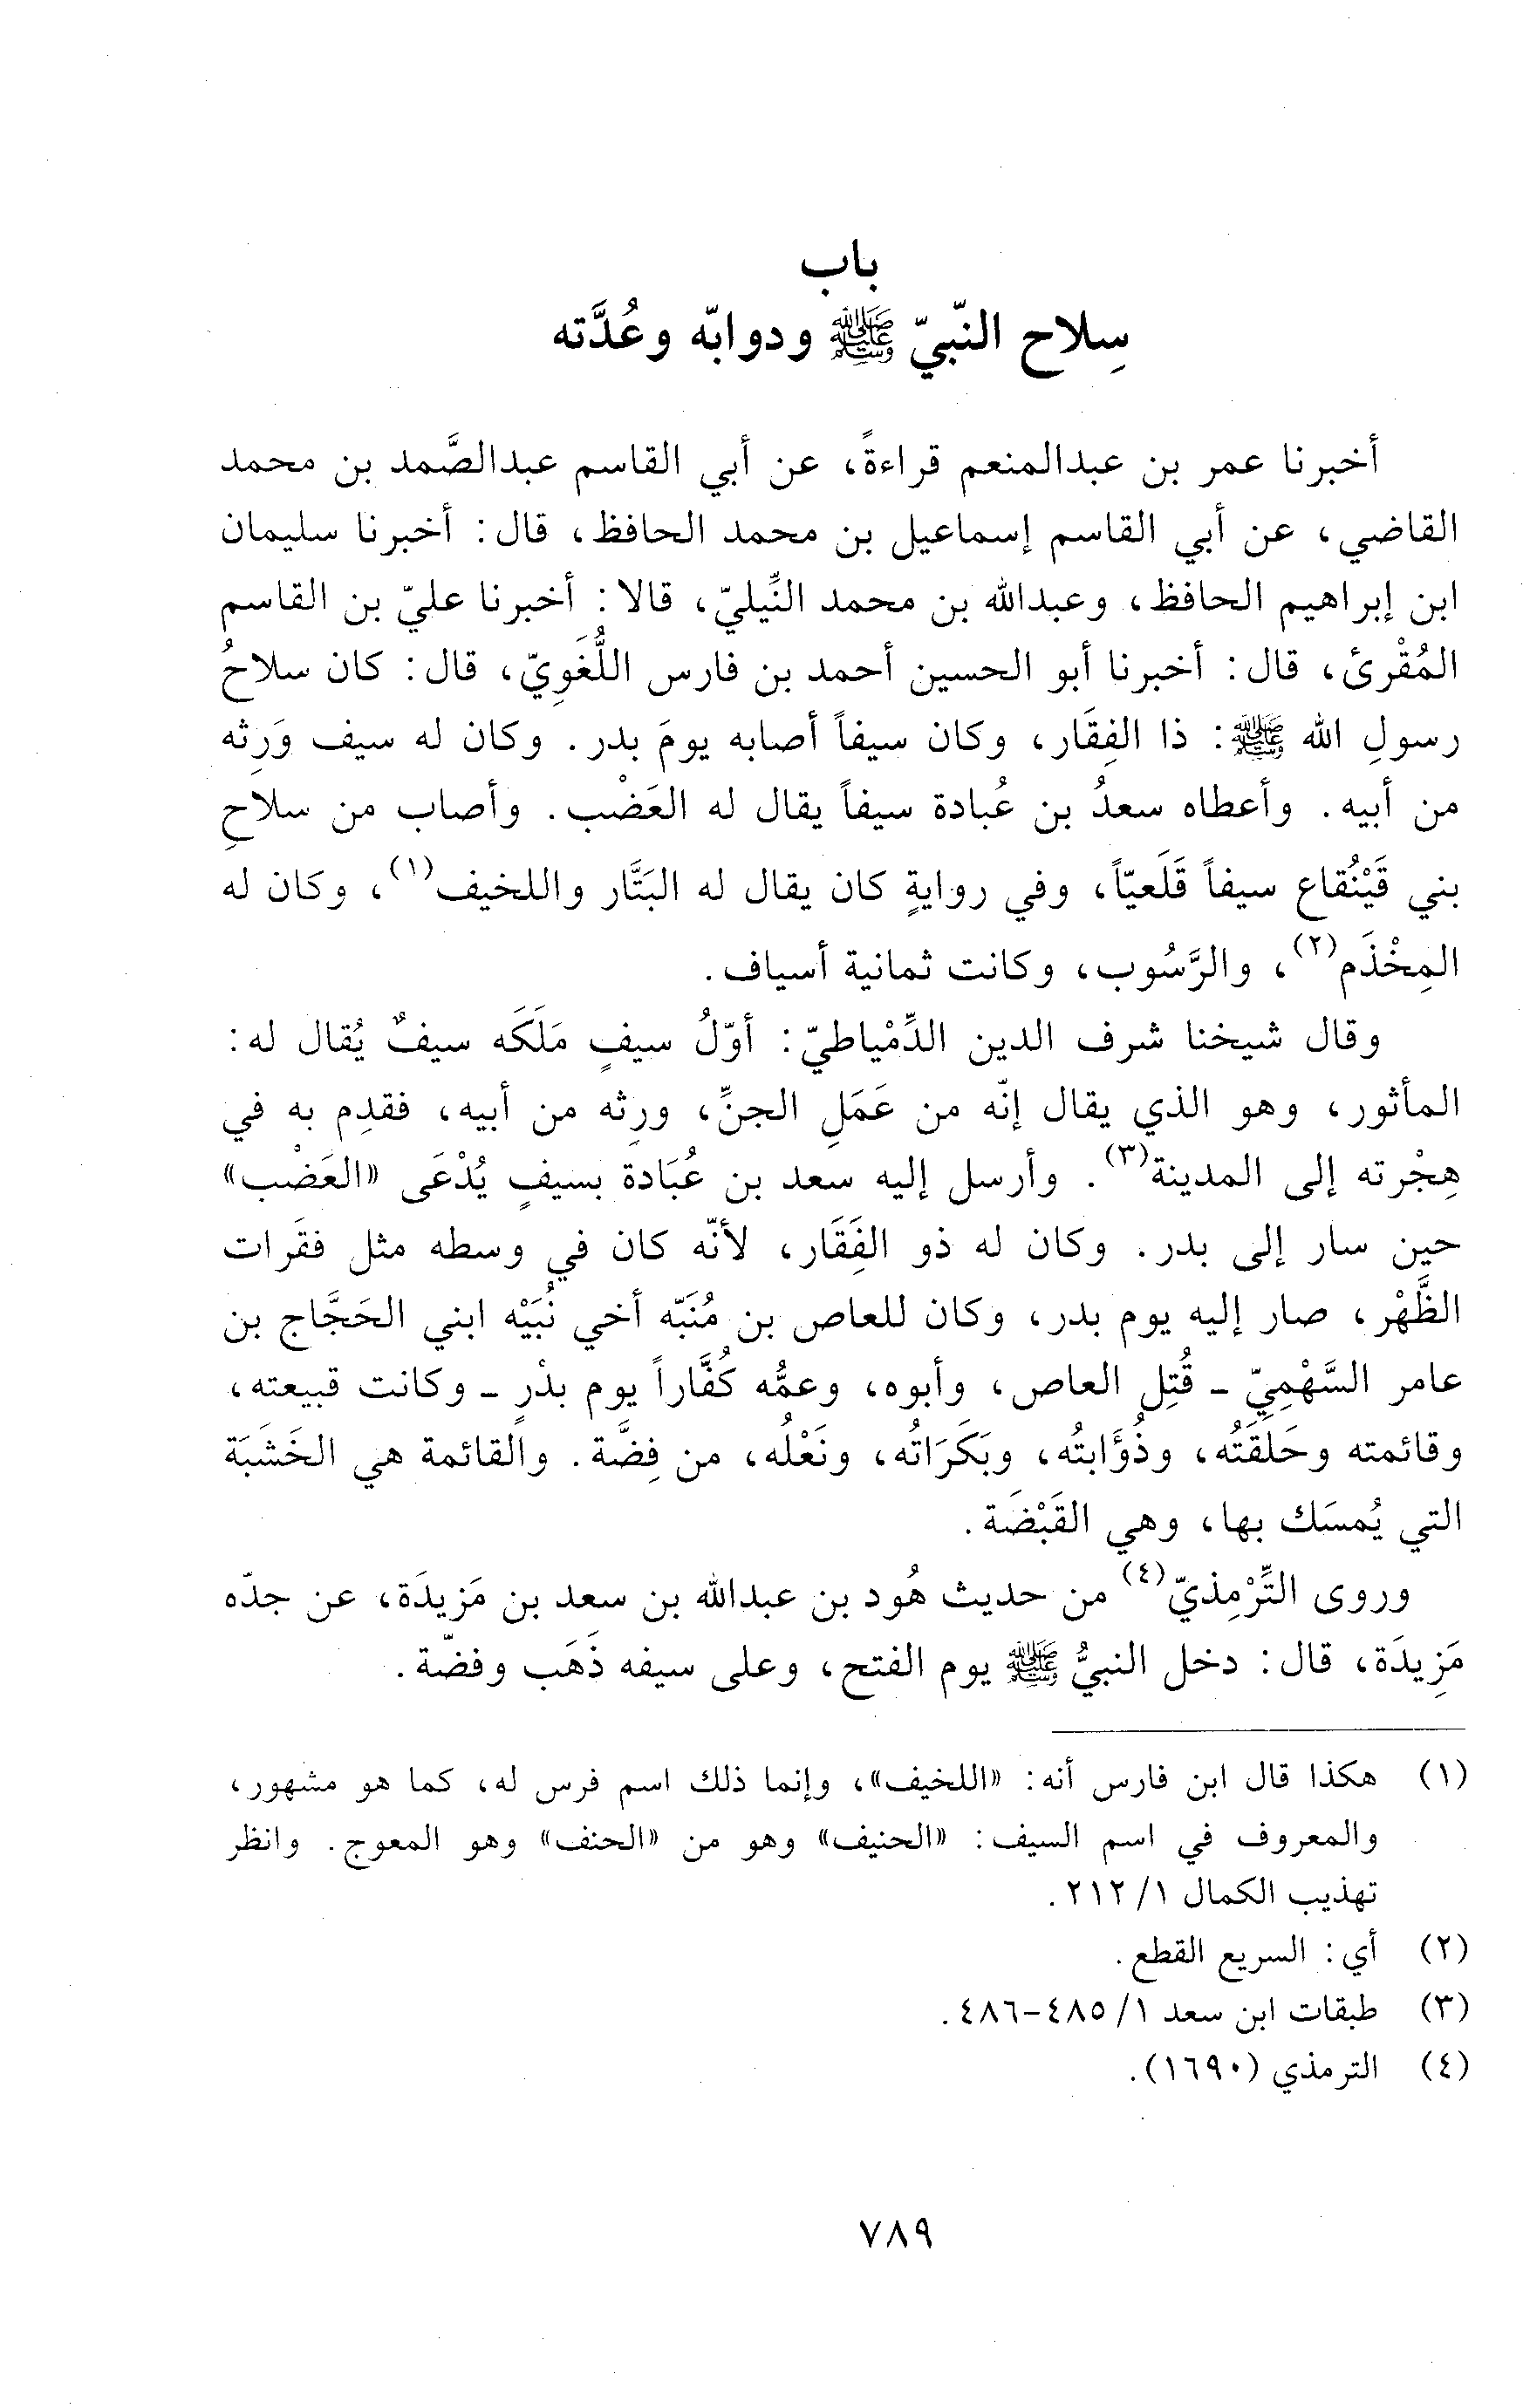 باب
سِلاح النّبيّ ﷺ ودوابّه وعُدَّته
أخبرنا عمر بن عبدالمنعم قراءةً، عن أبي القاسم عبدالصَّمد بن محمد
القاضي، عن أبي القاسم إسماعيل بن محمد الحافظ، قال: أخبرنا سليمان
ابن إبراهيم الحافظ، وعبدالله بن محمد النِّيليّ، قالا: أخبرنا عليّ بن القاسم
المُقْرئ، قال: أخبرنا أبو الحسين أحمد بن فارس اللُّغَوِيّ، قال: كان سلاحُ
رسولِ الله ﷺ: ذا الفِقَار، وكان سيفاً أصابه يومَ بدر. وكان له سيف وَرِثه
من أبيه. وأعطاه سعدُ بن عُبادة سيفاً يقال له العَضْب. وأصاب من سلاحِ
بني قَيْنُقاع سيفاً قَلَعيّاً، وفي روايةٍ كان يقال له البَتَّار واللخيف(١)، وكان له
المِخْذَم(٢)، والرَّسُوب، وكانت ثمانية أسياف.
وقال شيخنا شرف الدين الدِّمْياطيّ: أوّلُ سيفٍ مَلَكَه سيفٌ يُقال له:
المأثور، وهو الذي يقال إنّه من عَمَلِ الجنِّ، ورِثه من أبيه، فقدِم به في
هِجْرته إلى المدينة(٣). وأرسل إليه سعد بن عُبَادة بسيفٍ يُدْعَى «العَضْب»
حين سار إلى بدر. وكان له ذو الفَِقَار، لأنّه كان في وسطه مثل فقَرات
الظَّهْر، صار إليه يوم بدر، وكان للعاص بن مُنَبّه أخي نُبَيْه ابني الحَجَّاج بن
عامر السَّهْمِيّ ـ قُتِل العاص، وأبوه، وعمُّه كُفَّاراً يوم بدْرٍ ـ وكانت قبيعته،
وقائمته وحَلَقَتُه، وذُؤَابتُه، وبَكَرَاتُه، ونَعْلُه، من فِضَّة. والقائمة هي الخَشَبَة
التي يُمسَك بها، وهي القَبْضَة.
وروى التِّرْمِذيّ(٤) من حديث هُود بن عبدالله بن سعد بن مَزيدَة، عن جدّه
مَزِيدَة، قال: دخل النبيُّ ﷺ يوم الفتح، وعلى سيفه ذَهَب وفضّة.
(١) هكذا قال ابن فارس أنه: «اللخيف»، وإنما ذلك اسم فرس له، كما هو مشهور،
والمعروف في اسم السيف: «الحنيف» وهو من «الحنف» وهو المعوج. وانظر
تهذيب الكمال ١/ ٢١٢.
(٢) أي: السريع القطع.
(٣) طبقات ابن سعد ١/ ٤٨٥-٤٨٦.
(٤) الترمذي (١٦٩٠).
٧٨٩